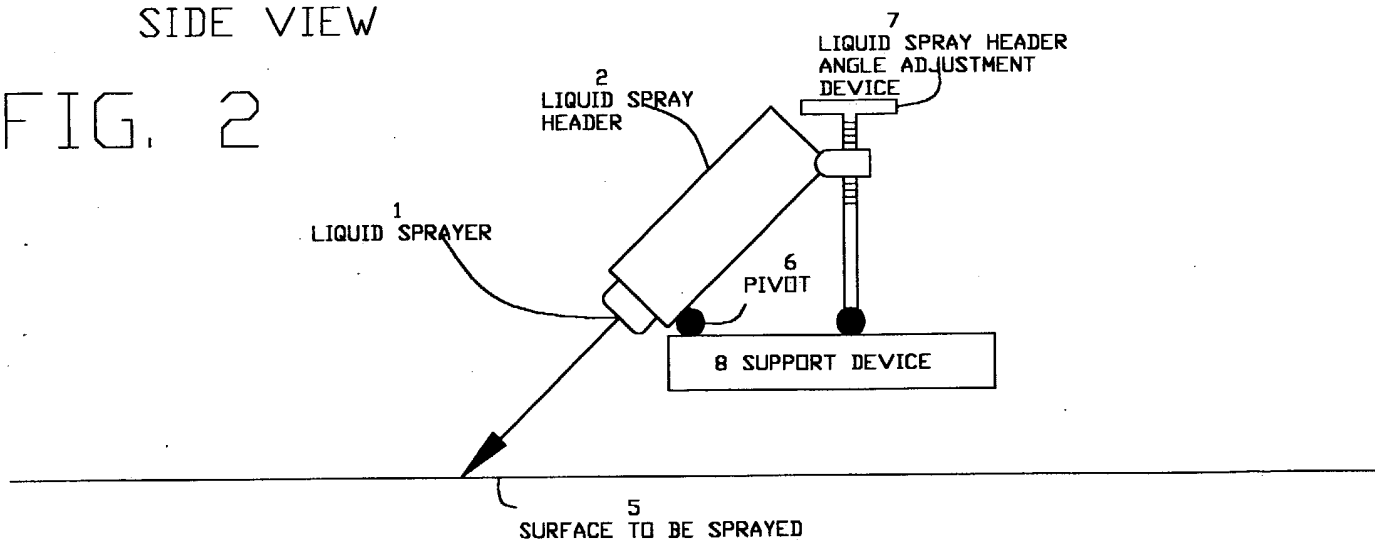 SIDE VIEW
FIG. 2
7
LIQUID SPRAY HEADER
ANGLE ADJUSTMENT
DEVICE
2
LIQUID SPRAY
HEADER
1
LIQUID SPRAYER
6
PIVOT
8 SUPPORT DEVICE
5
SURFACE TO BE SPRAYED